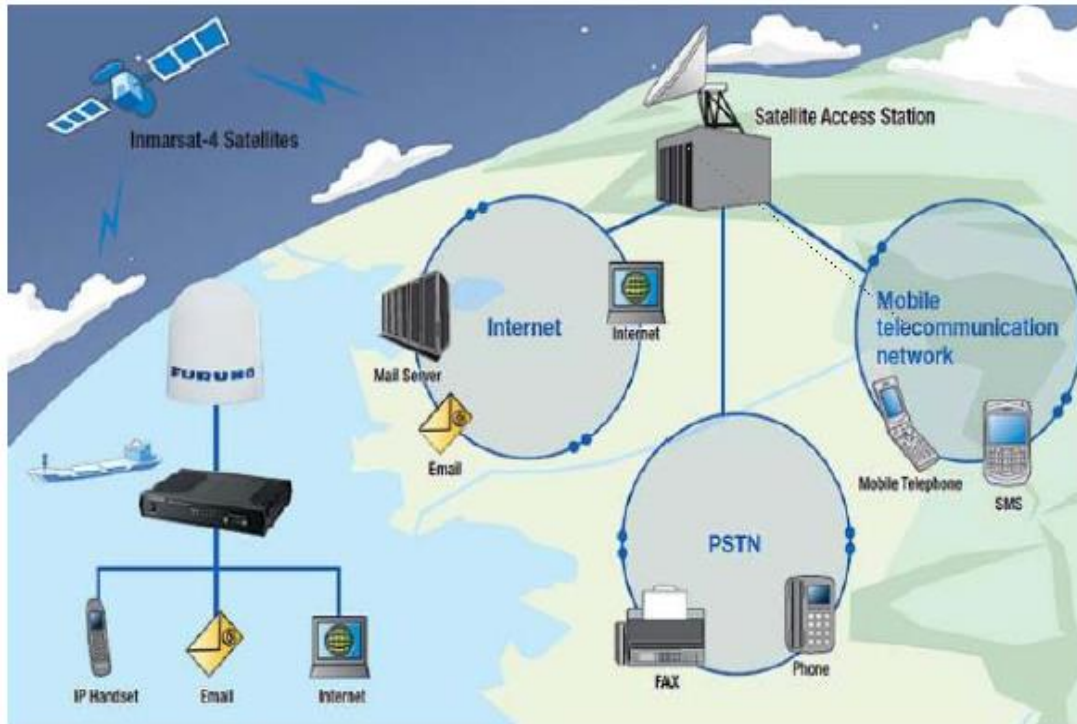 Inmarsat-4 Satellites
Satellite Access Station
Internet
Internet
Mail Server
Email
Mobile
telecommunication
network
Mobile Telephone
SMS
FURUNO
PSTN
FAX
Phone
IP Handset
Email
Internet